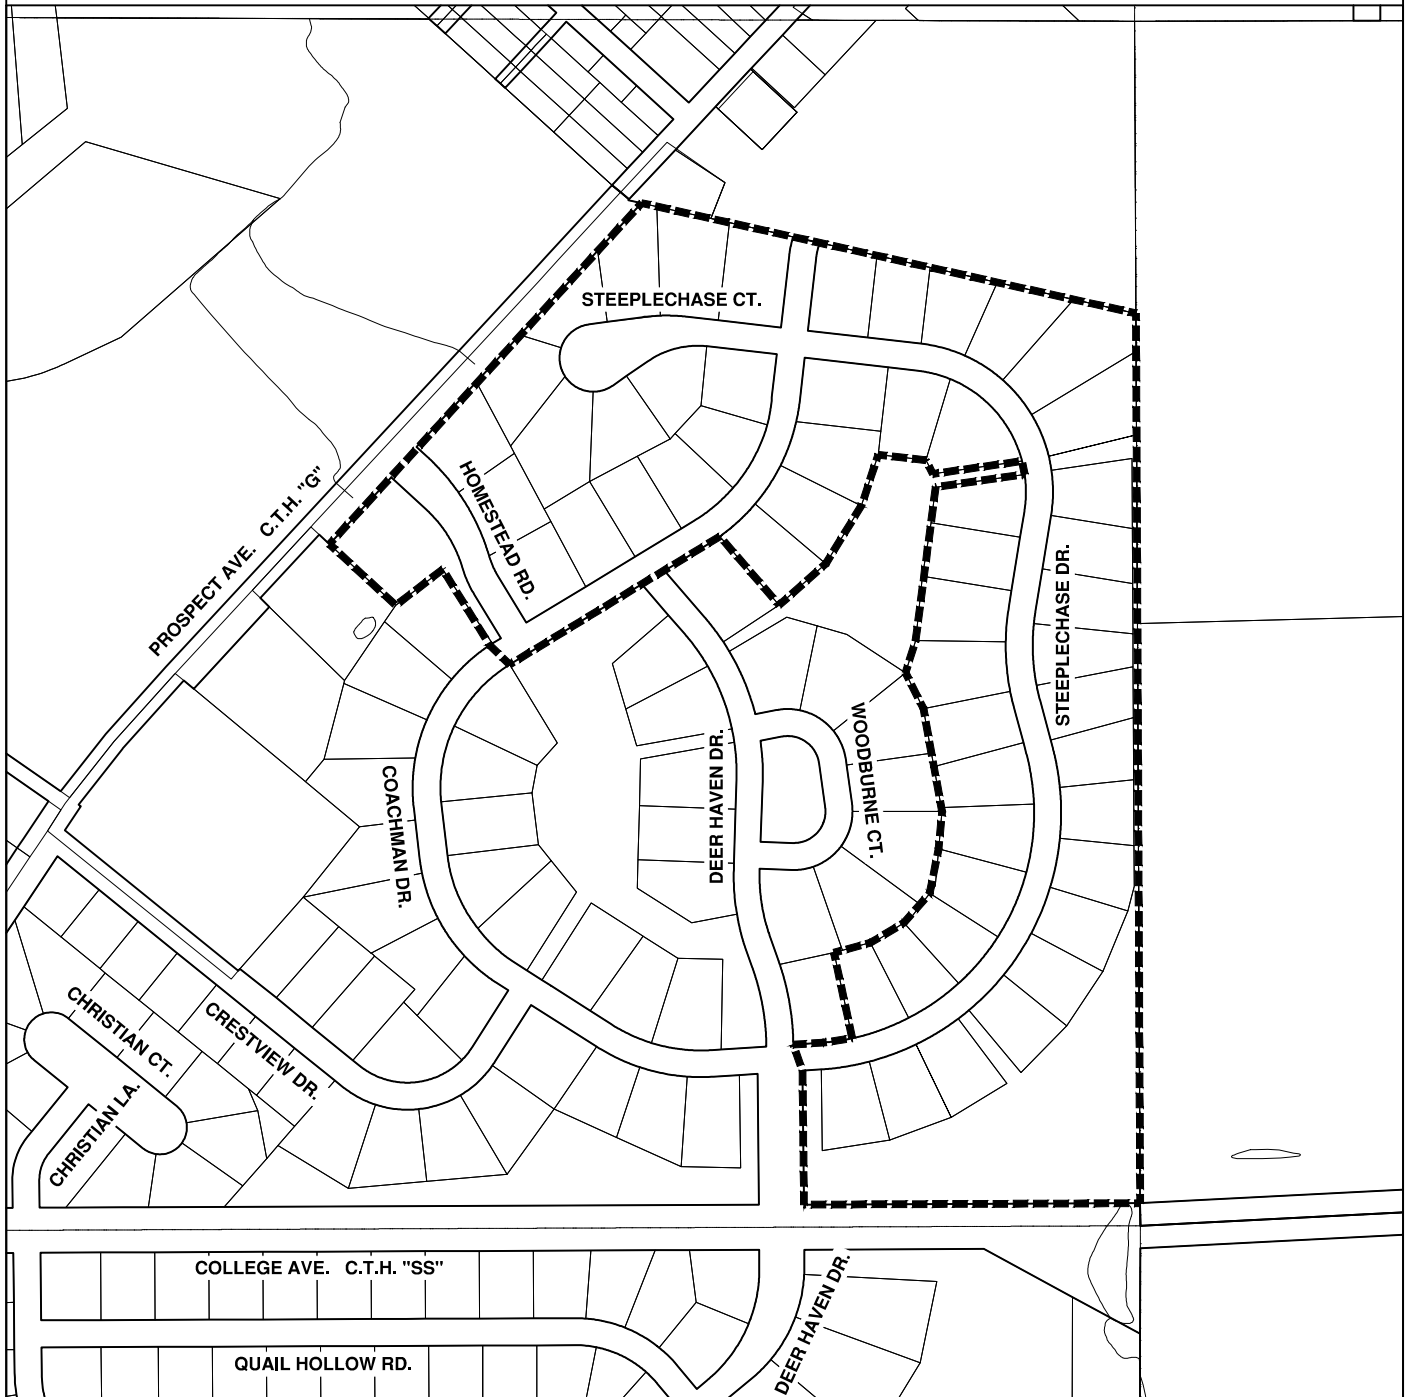 STEEPLECHASE CT.
HOMESTEAD RD.
PROSPECT AVE. C.T.H. "G"
STEEPLECHASE DR.
WOODBURNE CT.
DEER HAVEN DR.
COACHMAN DR.
CHRISTIAN CT.
CRESTVIEW DR.
CHRISTIAN LA.
COLLEGE AVE. C.T.H. "SS"
DEER HAVEN DR.
QUAIL HOLLOW RD.